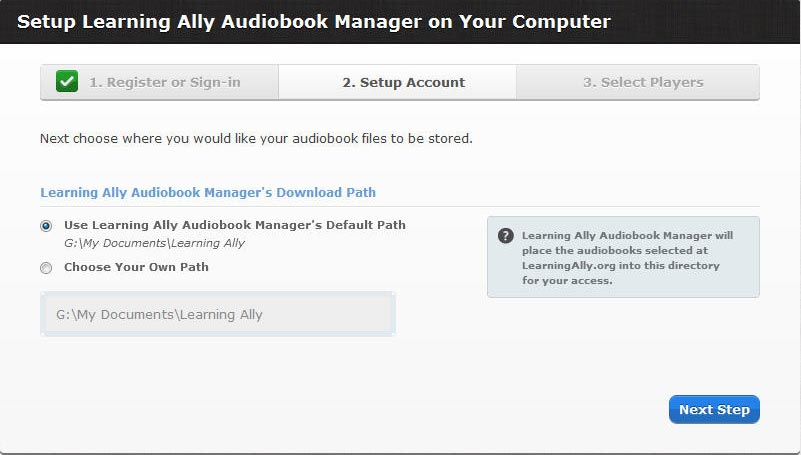 Setup Learning Ally Audiobook Manager on Your Computer
1. Register or Sign-in
2. Setup Account
3. Select Players
Next choose where you would like your audiobook files to be stored.
Learning Ally Audiobook Manager's Download Path
Use Learning Ally Audiobook Manager's Default Path
G:\My Documents\Learning Ally
Choose Your Own Path
G:\My Documents\Learning Ally
?
Learning Ally Audiobook Manager will
place the audiobooks selected at
LearningAlly.org into this directory
for your access.
Next Step